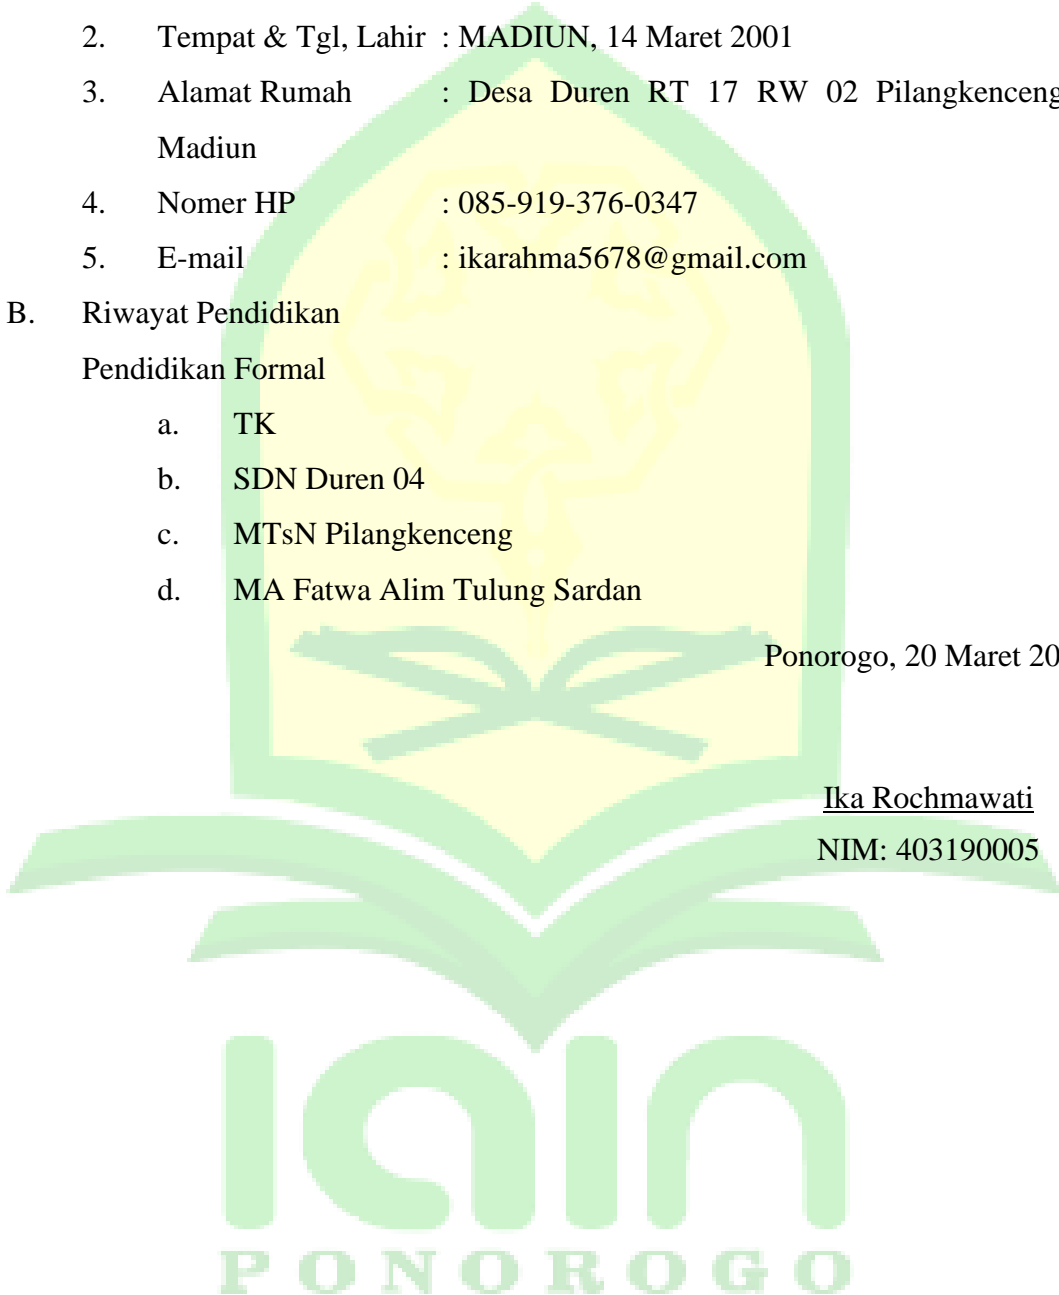 2. Tempat & Tgl, Lahir : MADIUN, 14 Maret 2001
3. Alamat Rumah : Desa Duren RT 17 RW 02 Pilangkenceng
Madiun
4. Nomer HP : 085-919-376-0347
5. E-mail : ikarahma5678@gmail.com
B. Riwayat Pendidikan
Pendidikan Formal
a. TK
b. SDN Duren 04
c. MTsN Pilangkenceng
d. MA Fatwa Alim Tulung Sardan
Ponorogo, 20 Maret 20
Ika Rochmawati
NIM: 403190005
iain
PONOROGO